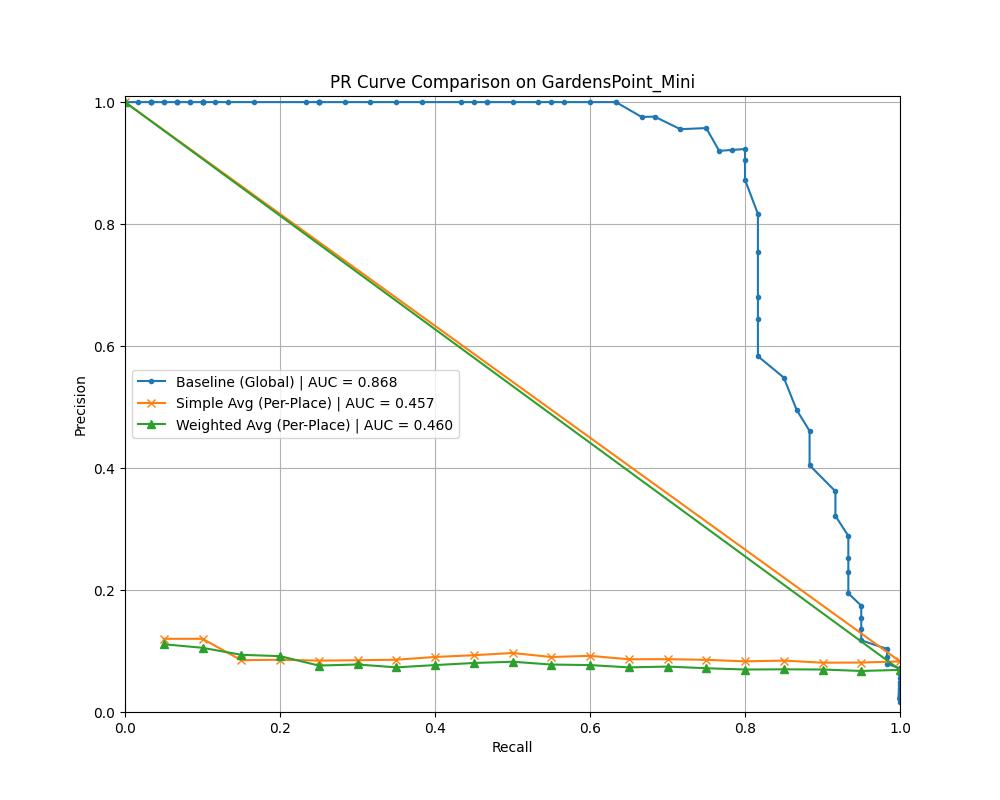 PR Curve Comparison on GardensPoint_Mini
1.0
0.8
0.6
0.4
0.2
0.0
Precision
Baseline (Global) | AUC = 0.868
Simple Avg (Per-Place) | AUC = 0.457
Weighted Avg (Per-Place) | AUC = 0.460
0.0 0.2 0.4 0.6 0.8 1.0
Recall